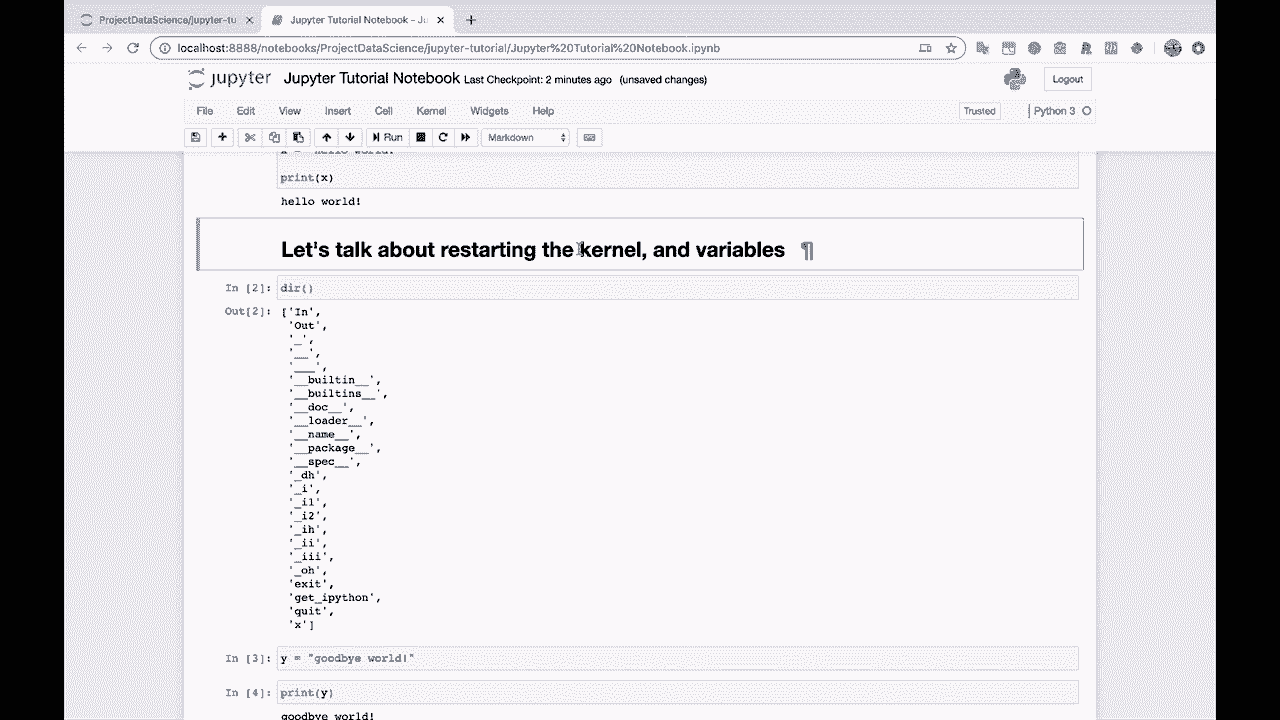 ProjectDataScience/jupyter-tu
Jupyter Tutorial Notebook - Ju
localhost:8888/notebooks/ProjectDataScience/jupyter-tutorial/Jupyter%20Tutorial%20Notebook.ipynb
jupyter Jupyter Tutorial Notebook Last Checkpoint: 2 minutes ago (unsaved changes)
Logout
File Edit View Insert Cell Kernel Widgets Help
Trusted
Python 3
Run
Markdown
print(x)
hello world!
Let's talk about restarting the kernel, and variables ¶
In [2]: dir()
Out[2]: ['In',
'Out',
'_',
'__',
'___',
'__builtin__',
'__builtins__',
'__doc__',
'__loader__',
'__name__',
'__package__',
'__spec__',
'_dh',
'_i',
'_i1',
'_i2',
'_ih',
'_ii',
'_iii',
'_oh',
'exit',
'get_ipython',
'quit',
'x']
In [3]: y = "goodbye world!"
In [4]: print(y)
goodbye world!